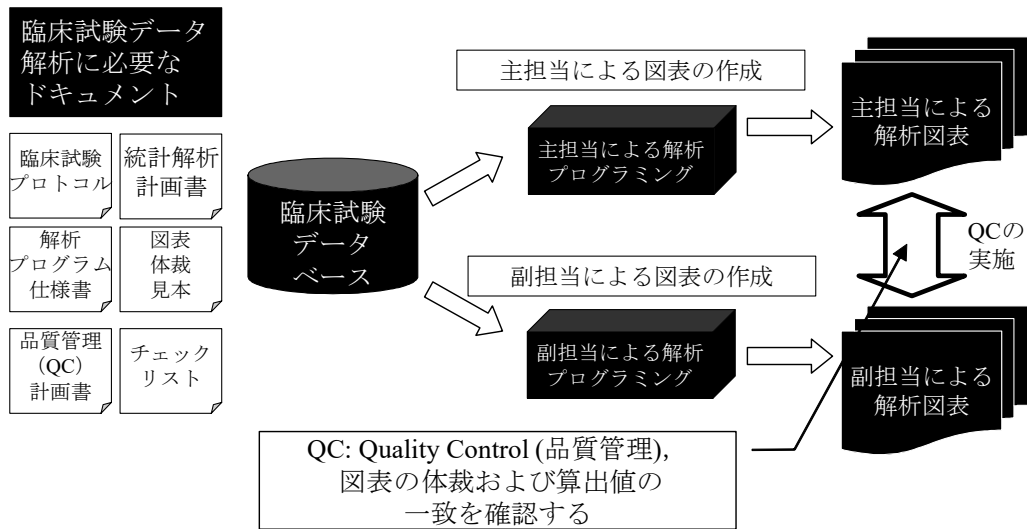 臨床試験データ
解析に必要な
ドキュメント
臨床試験
プロトコル
統計解析
計画書
解析
プログラム
仕様書
図表
体裁
見本
品質管理
(QC)
計画書
チェック
リスト
臨床試験
データ
ベース
主担当による図表の作成
主担当による解析
プログラミング
主担当による
解析図表
QCの
実施
副担当による図表の作成
副担当による解析
プログラミング
副担当による
解析図表
QC: Quality Control (品質管理),
図表の体裁および算出値の
一致を確認する